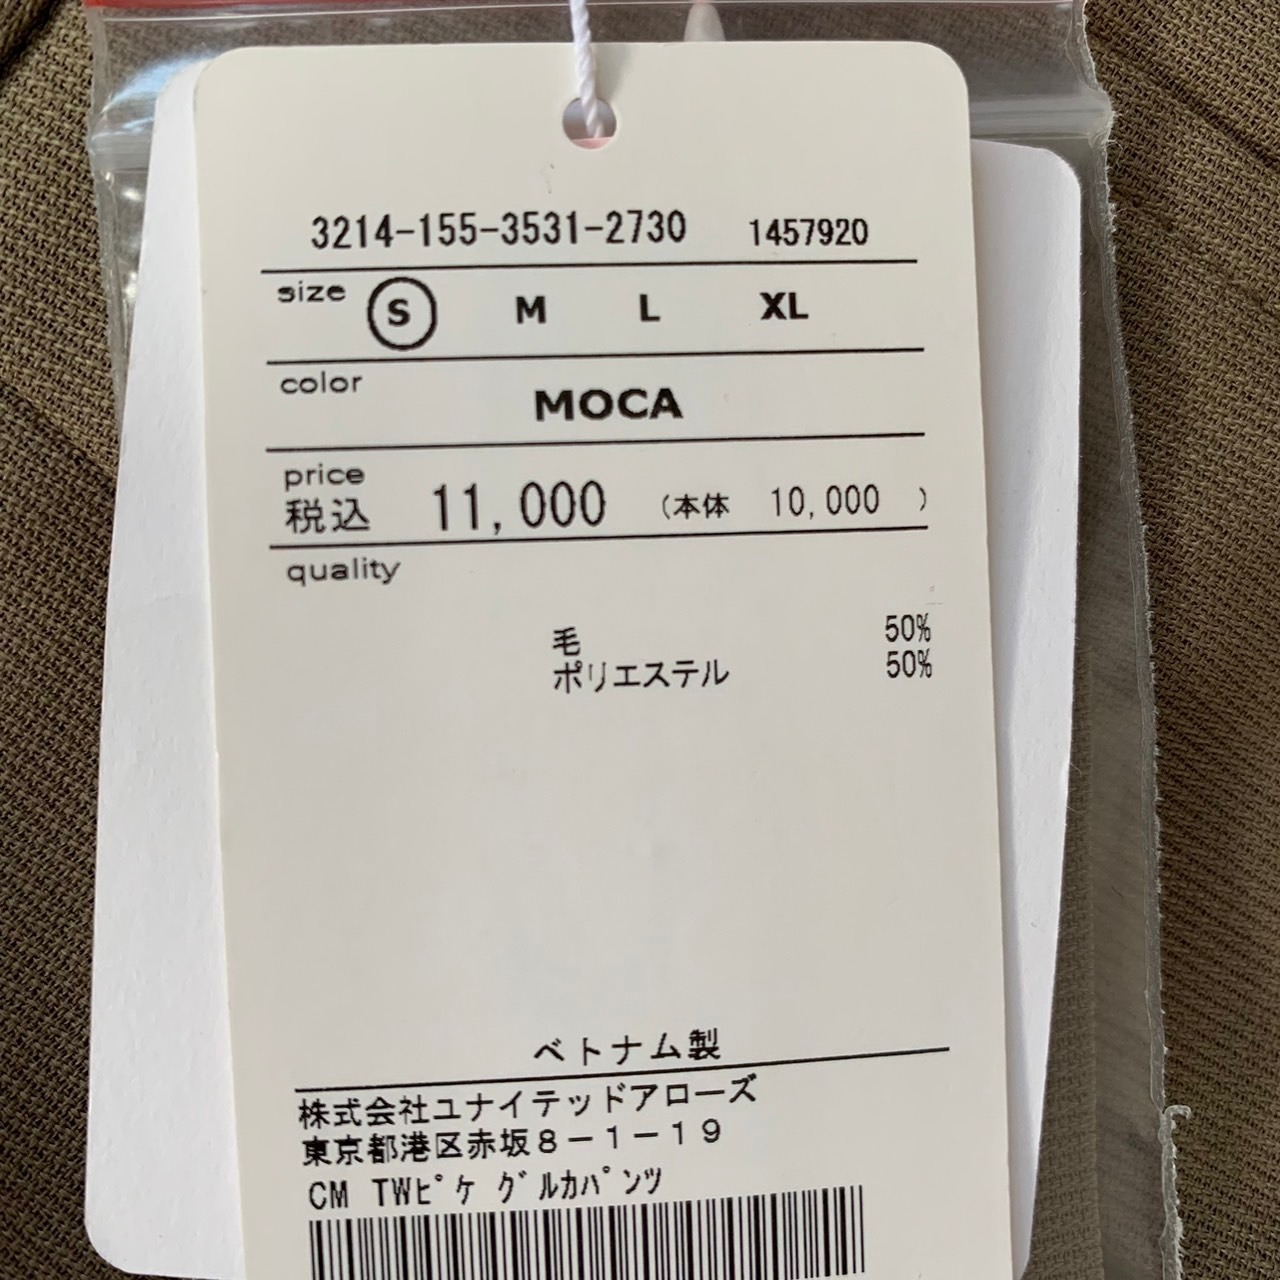 3214-155-3531-2730 1457920
size S M L XL
color
MOCA
price
税込 11,000 (本体 10,000 )
quality
毛 50%
ポリエステル 50%
ベトナム製
株式会社ユナイテッドアローズ
東京都港区赤坂8-1-19
CM TWﾋﾟｹ ｸﾞﾙｶﾊﾟﾝﾂ